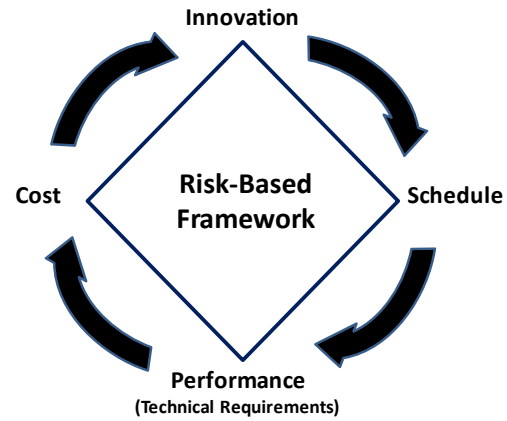 Innovation
Risk-Based
Framework
Cost
Schedule
Performance
(Technical Requirements)